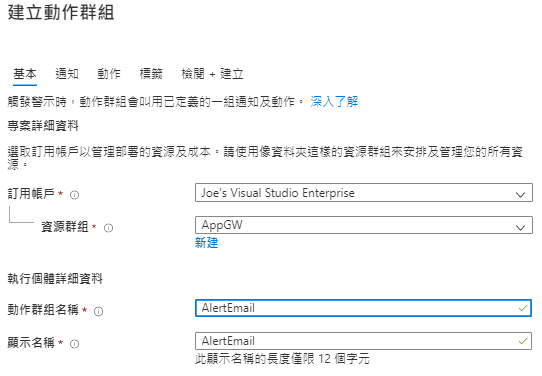 建立動作群組
基本 通知 動作 標籤 檢閱 + 建立
觸發警示時，動作群組會叫用已定義的一組通知及動作。 深入了解
專案詳細資料
選取訂用帳戶以管理部署的資源及成本。請使用像資料夾這樣的資源群組來安排及管理您的所有資
源。
訂用帳戶 * Joe's Visual Studio Enterprise
資源群組 * AppGW
新建
執行個體詳細資料
動作群組名稱 * AlertEmail
顯示名稱 * AlertEmail
此顯示名稱的長度僅限 12 個字元